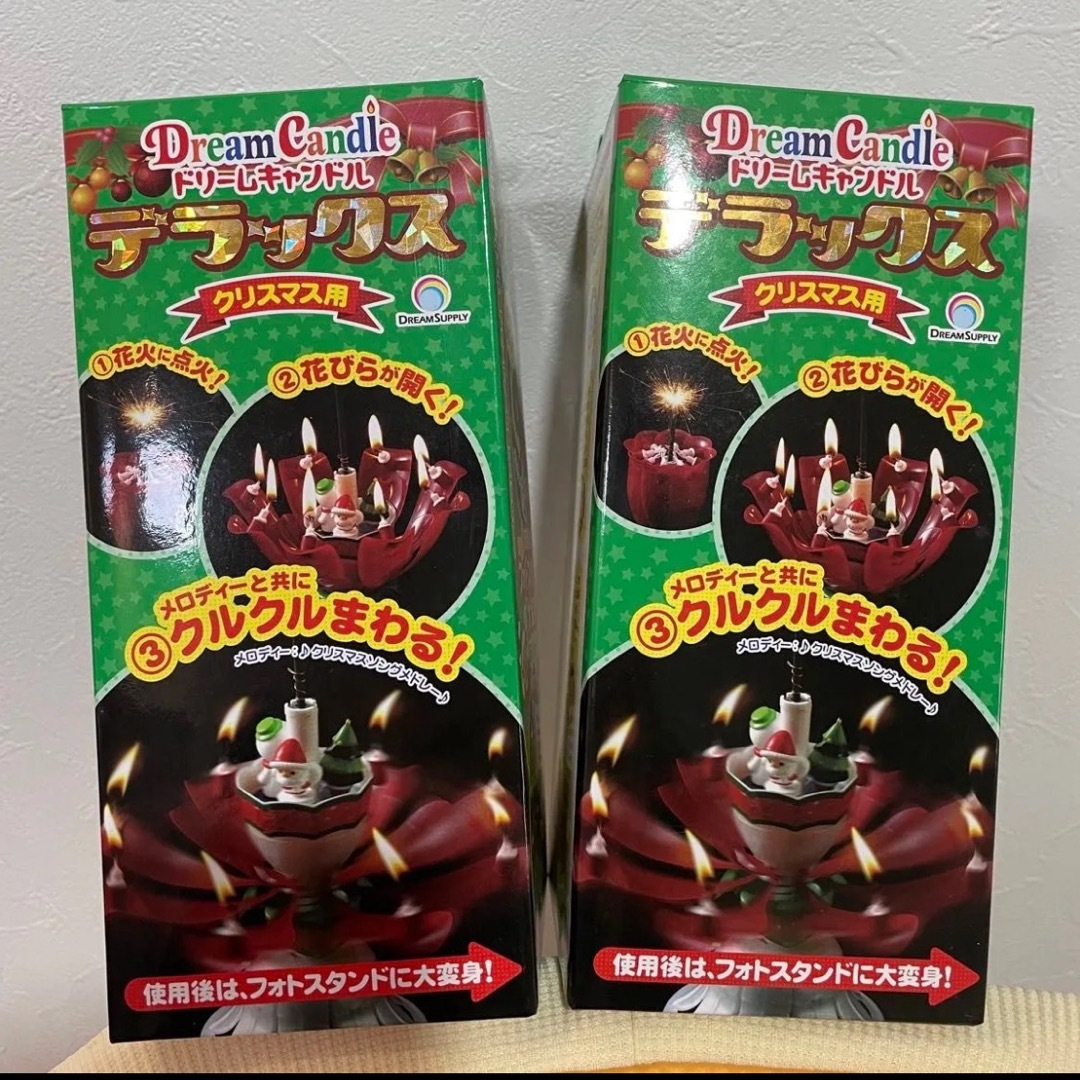 Dream Candle
ドリームキャンドル
デラックス
クリスマス用
DREAMSUPPLY
①花火に点火!
②花びらが開く!
メロディーと共に
③クルクルまわる!
メロディー:♪クリスマスソングメドレー♪
使用後は、フォトスタンドに大変身!
Dream Candle
ドリームキャンドル
デラックス
クリスマス用
DREAMSUPPLY
①花火に点火!
②花びらが開く!
メロディーと共に
③クルクルまわる!
メロディー:♪クリスマスソングメドレー♪
使用後は、フォトスタンドに大変身!